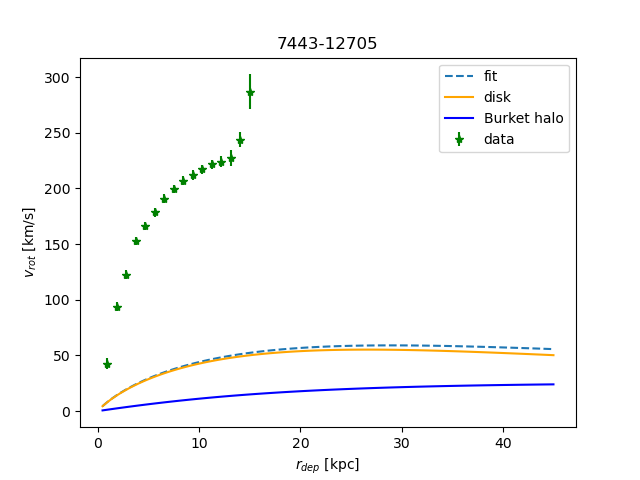 7443-12705
300
250
200
150
100
50
0
v_rot [km/s]
fit
disk
Burket halo
data
0 10 20 30 40
r_dep [kpc]